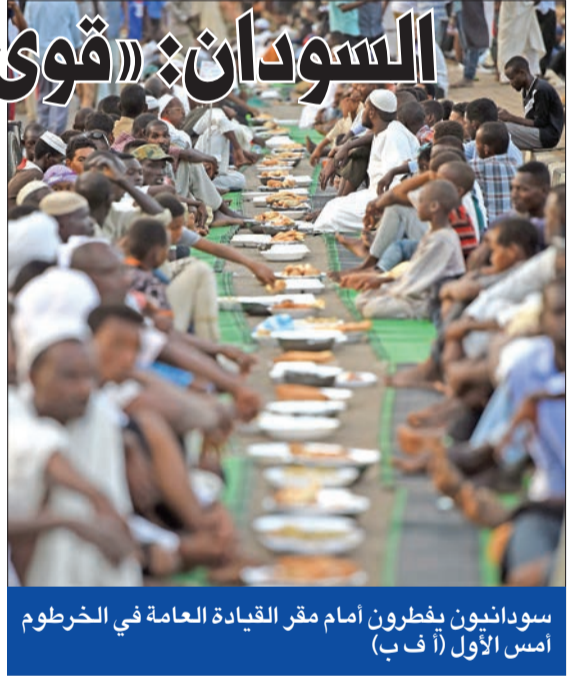 السودان: «قوى
سودانيون يفطرون أمام مقر القيادة العامة في الخرطوم
أمس الأول (أ ف ب)